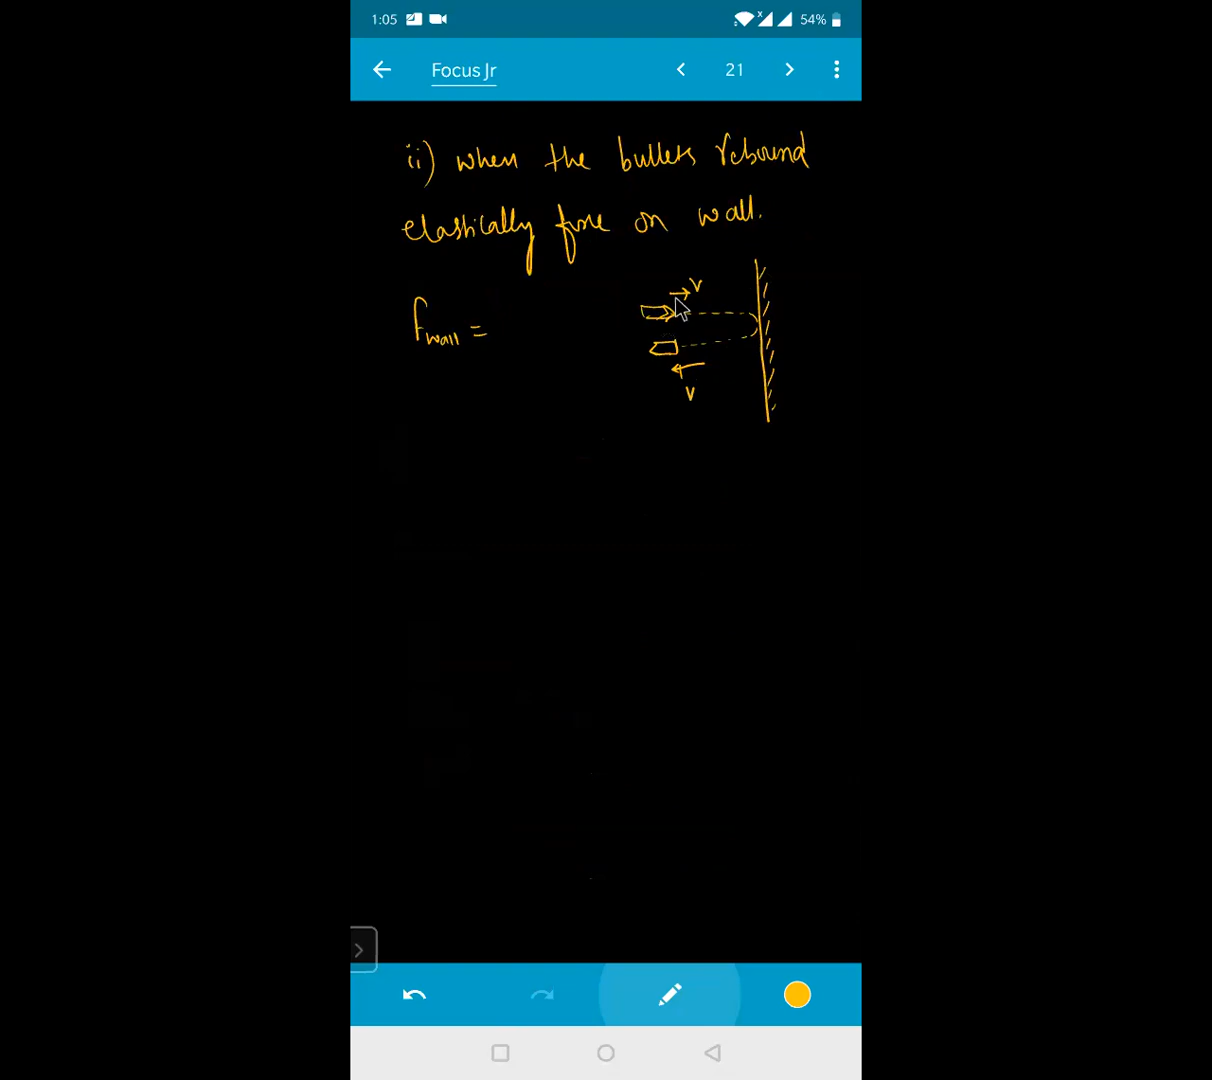 1:05 54%
Focus Jr 21
ii) when the bullets rebound
elastically force on wall.
Fwall =
v
v